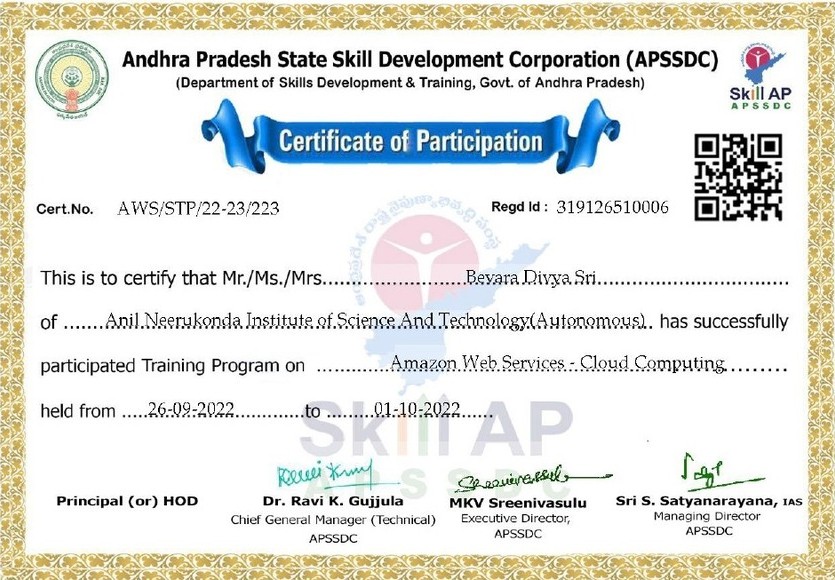 Andhra Pradesh State Skill Development Corporation (APSSDC)
(Department of Skills Development & Training, Govt. of Andhra Pradesh)
Skill AP
APSSDC
Certificate of Participation
Cert.No. AWS/STP/22-23/223
Regd Id : 319126510006
This is to certify that Mr./Ms./Mrs. Bevara Divya Sri
of Anil Neerukonda Institute of Science And Technology(Autonomous) has successfully
participated Training Program on Amazon Web Services - Cloud Computing
held from 26-09-2022 to 01-10-2022
Skill AP
APSSDC
Principal (or) HOD
Dr. Ravi K. Gujjula
Chief General Manager (Technical)
APSSDC
MKV Sreenivasulu
Executive Director,
APSSDC
Sri S. Satyanarayana, IAS
Managing Director
APSSDC